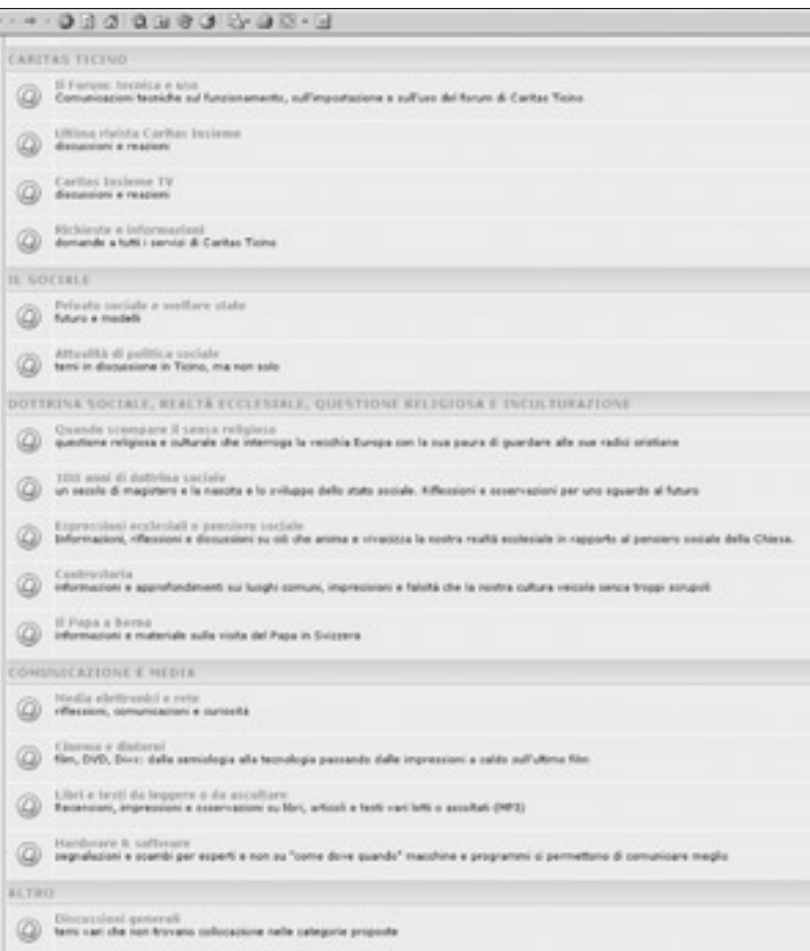 CARITAS TICINO
Il Forum: tecnica e uso
Comunicazioni tecniche sul funzionamento, sull'impostazione e sull'uso del forum di Caritas Ticino
Ultima rivista Caritas Insieme
discussioni e reazioni
Caritas Insieme TV
discussioni e reazioni
Richieste e informazioni
domande a tutti i servizi di Caritas Ticino
IL SOCIALE
Privato sociale e welfare state
futuro e modelli
Attualità di politica sociale
temi in discussione in Ticino, ma non solo
DOTTRINA SOCIALE, REALTÀ ECCLESIALE, QUESTIONE RELIGIOSA E INCULTURAZIONE
Quando scompare il senso religioso
questione religiosa e culturale che interroga la vecchia Europa con la sua paura di guardare alle sue radici cristiane
100 anni di dottrina sociale
un secolo di magistero e la nascita e lo sviluppo dello stato sociale. Riflessioni e osservazioni per uno sguardo al futuro
Espressioni ecclesiali e pensiero sociale
Informazioni, riflessioni e discussioni su ciò che anima e vivacizza la nostra realtà ecclesiale in rapporto al pensiero sociale della Chiesa.
Controstoria
informazioni e approfondimenti sui luoghi comuni, imprecisioni e falsità che la nostra cultura veicola senza troppi scrupoli
Il Papa a Berna
informazioni e materiale sulla visita del Papa in Svizzera
COMUNICAZIONE E MEDIA
Media elettronici e rete
riflessioni, comunicazioni e curiosità
Cinema e dintorni
film, DVD, Divx: dalla semiologia alla tecnologia passando dalle impressioni a caldo sull'ultimo film
Libri e testi da leggere o da ascoltare
Recensioni, impressioni e osservazioni su libri, articoli e testi vari letti o ascoltati (MP3)
Hardware & software
segnalazioni e scambi per esperti e non su "come dove quando" macchine e programmi ci permettono di comunicare meglio
ALTRO
Discussioni generali
temi vari che non trovano collocazione nelle categorie proposte